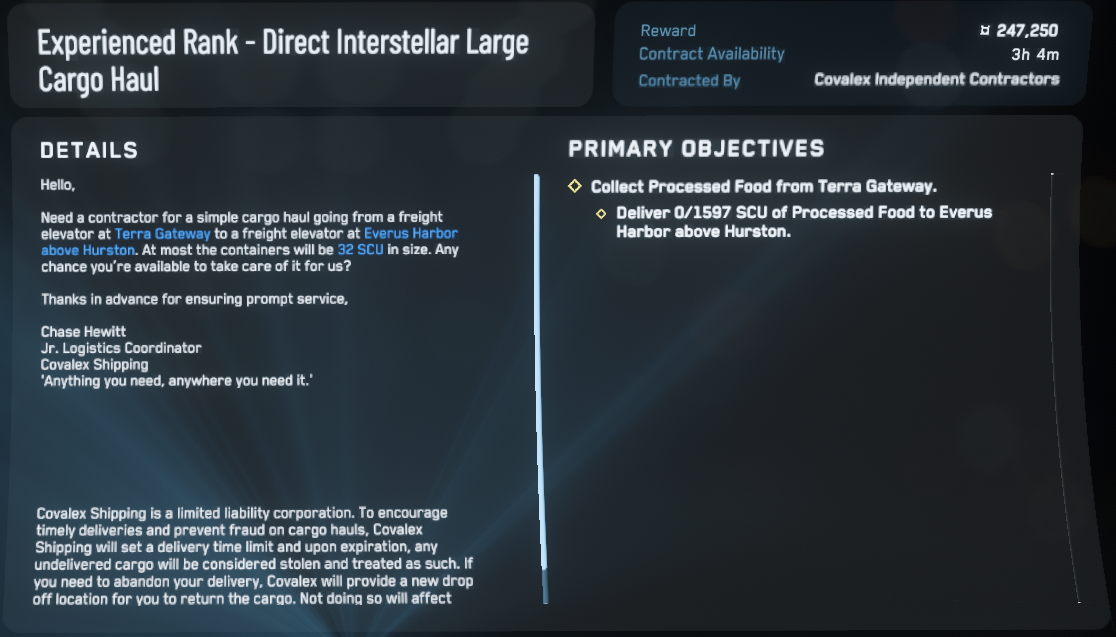 Experienced Rank - Direct Interstellar Large
Cargo Haul
Reward ¤ 247,250
Contract Availability 3h 4m
Contracted By Covalex Independent Contractors
DETAILS
Hello,
Need a contractor for a simple cargo haul going from a freight
elevator at Terra Gateway to a freight elevator at Everus Harbor
above Hurston. At most the containers will be 32 SCU in size. Any
chance you're available to take care of it for us?
Thanks in advance for ensuring prompt service,
Chase Hewitt
Jr. Logistics Coordinator
Covalex Shipping
'Anything you need, anywhere you need it.'
Covalex Shipping is a limited liability corporation. To encourage
timely deliveries and prevent fraud on cargo hauls, Covalex
Shipping will set a delivery time limit and upon expiration, any
undelivered cargo will be considered stolen and treated as such. If
you need to abandon your delivery, Covalex will provide a new drop
off location for you to return the cargo. Not doing so will affect
PRIMARY OBJECTIVES
Collect Processed Food from Terra Gateway.
Deliver 0/1597 SCU of Processed Food to Everus
Harbor above Hurston.